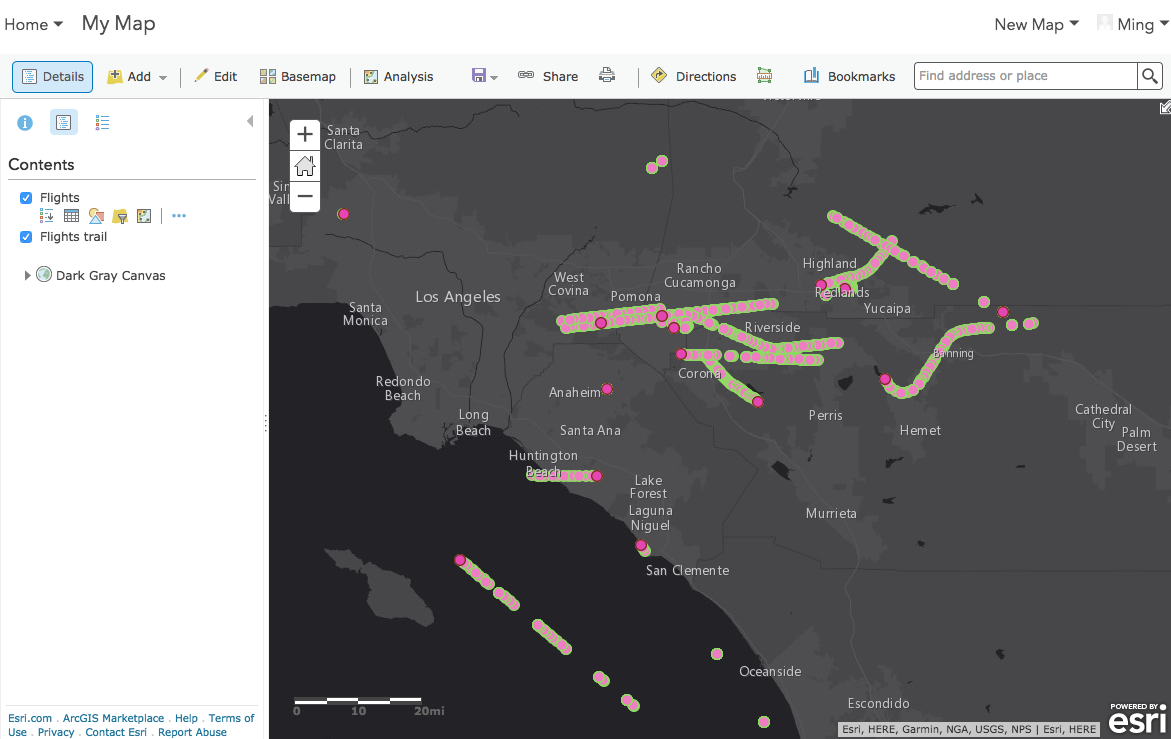 Home My Map New Map Ming
Details Add Edit Basemap Analysis Share Directions Bookmarks Find address or place
Contents
Flights
Flights trail
Dark Gray Canvas
Santa
Clarita
Highland
Rancho
Cucamonga
West
Covina
Pomona
Redlands
Los Angeles
Yucaipa
Santa
Monica
Riverside
Banning
Corona
Redondo
Beach
Anaheim
Long
Beach
Perris
Cathedral
City
Santa Ana
Hemet
Palm
Desert
Huntington
Beach
Lake
Forest
Laguna
Niguel
Murrieta
San Clemente
Oceanside
Escondido
0 10 20mi
Esri, HERE, Garmin, NGA, USGS, NPS | Esri, HERE
POWERED BY
esri
Esri.com . ArcGIS Marketplace . Help . Terms of
Use . Privacy . Contact Esri . Report Abuse